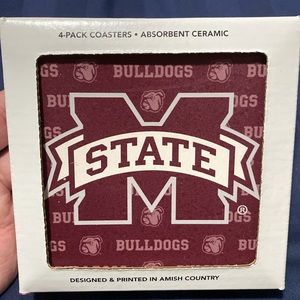 4-PACK COASTERS • ABSORBENT CERAMIC
BULLDOGS
M
STATE
®
BULLDOGS
DESIGNED & PRINTED IN AMISH COUNTRY